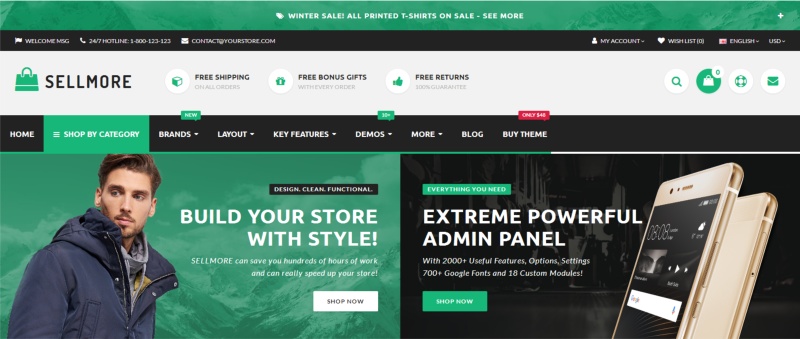 WINTER SALE! ALL PRINTED T-SHIRTS ON SALE - SEE MORE
WELCOME MSG 24/7 HOTLINE: 1-800-123-123 CONTACT@YOURSTORE.COM MY ACCOUNT WISH LIST (0) ENGLISH USD
SELLMORE
FREE SHIPPING
ON ALL ORDERS
FREE BONUS GIFTS
WITH EVERY ORDER
FREE RETURNS
100% GUARANTEE
0
NEW 30+ ONLY $48
HOME SHOP BY CATEGORY BRANDS LAYOUT KEY FEATURES DEMOS MORE BLOG BUY THEME
DESIGN. CLEAN. FUNCTIONAL.
BUILD YOUR STORE
WITH STYLE!
SELLMORE can save you hundreds of hours of work
and can really speed up your store!
SHOP NOW
EVERYTHING YOU NEED
EXTREME POWERFUL
ADMIN PANEL
With 2000+ Useful Features, Options, Settings
700+ Google Fonts and 18 Custom Modules!
SHOP NOW
08:08
Google